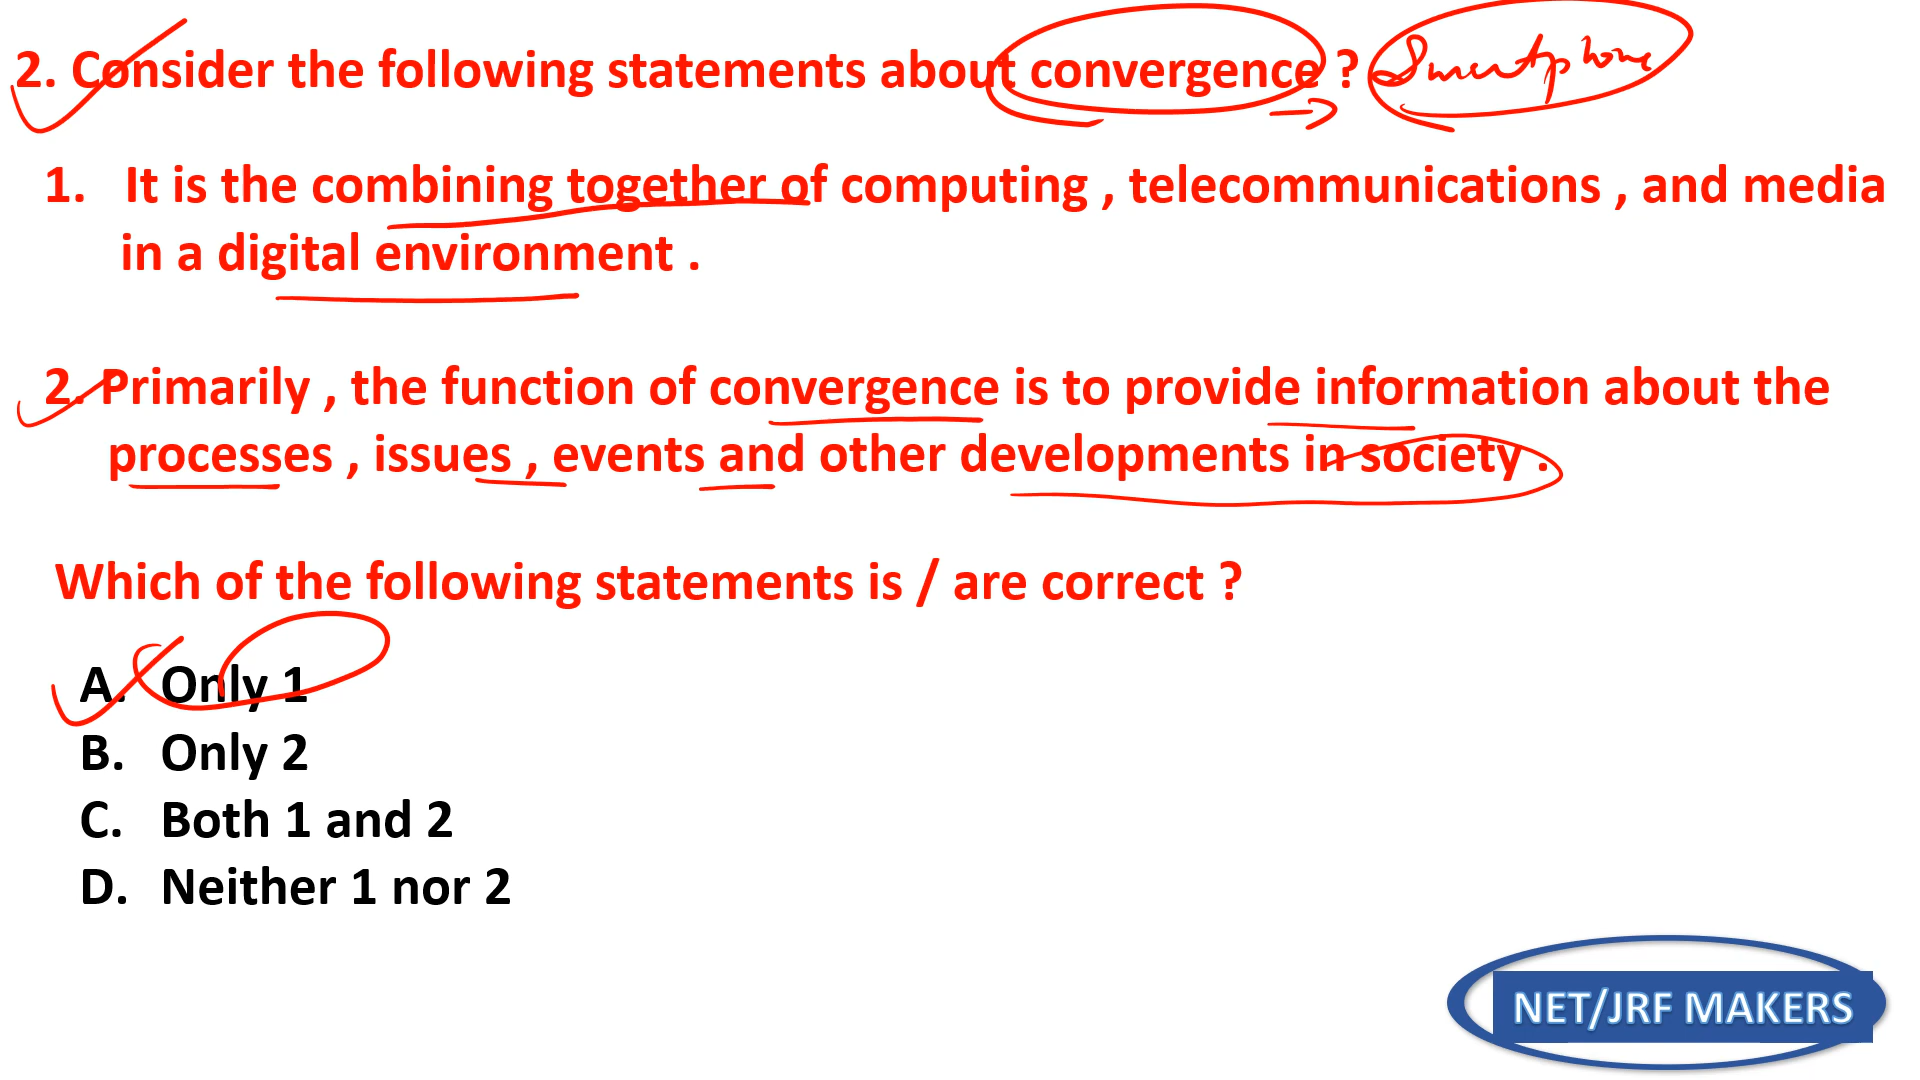 2. Consider the following statements about convergence ? Smartphone
1. It is the combining together of computing , telecommunications , and media
in a digital environment .
2. Primarily , the function of convergence is to provide information about the
processes , issues , events and other developments in society .
Which of the following statements is / are correct ?
A. Only 1
B. Only 2
C. Both 1 and 2
D. Neither 1 nor 2
NET/JRF MAKERS